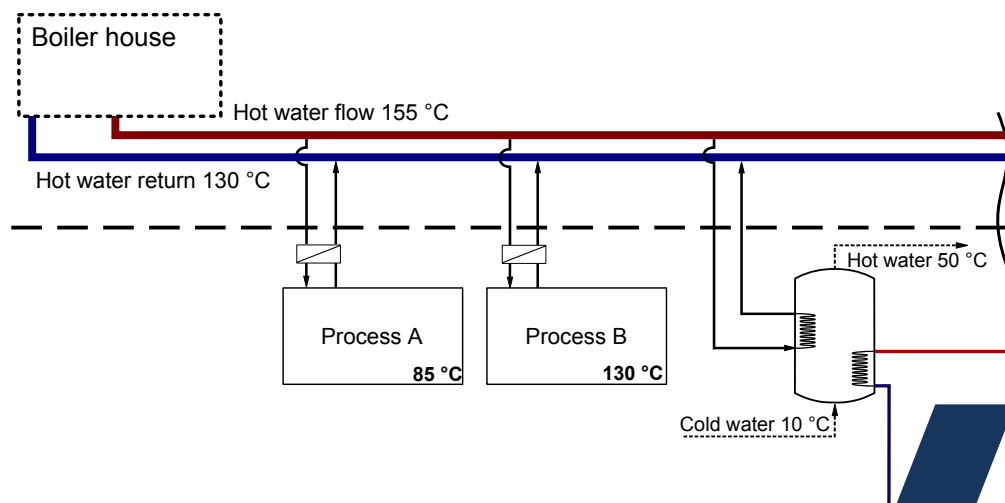 Boiler house
Hot water flow 155 °C
Hot water return 130 °C
Hot water 50 °C
Process A
85 °C
Process B
130 °C
Cold water 10 °C